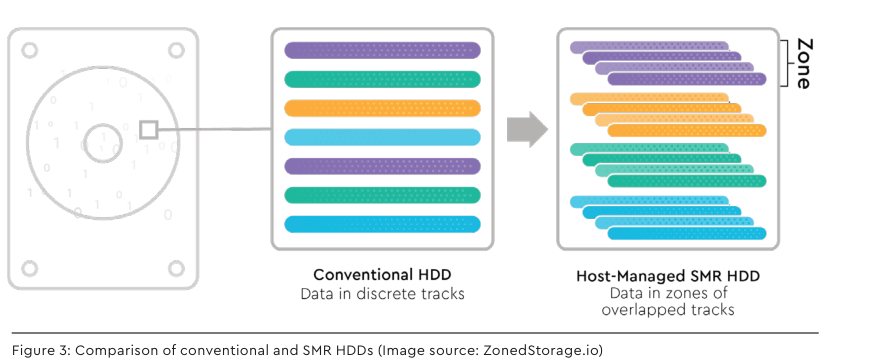 Zone
Conventional HDD
Data in discrete tracks
Host-Managed SMR HDD
Data in zones of
overlapped tracks
Figure 3: Comparison of conventional and SMR HDDs (Image source: ZonedStorage.io)